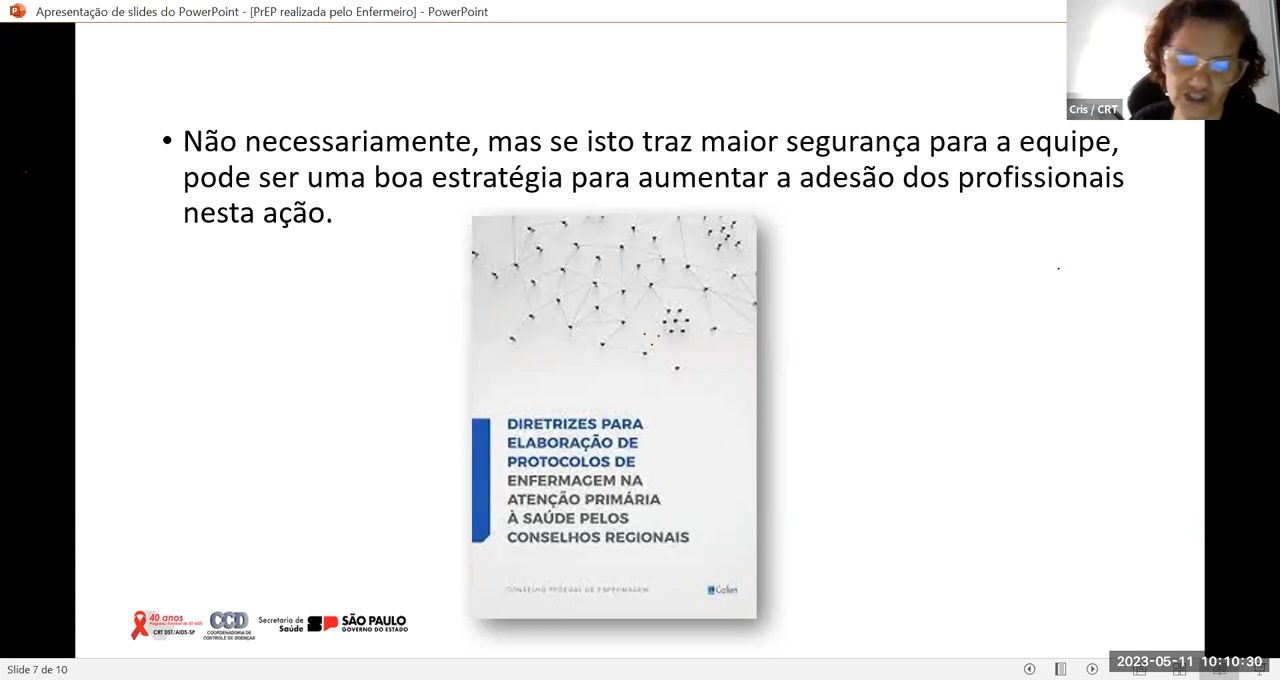 Apresentação de slides do PowerPoint - [PrEP realizada pelo Enfermeiro] - PowerPoint
Cris / CRT
• Não necessariamente, mas se isto traz maior segurança para a equipe,
pode ser uma boa estratégia para aumentar a adesão dos profissionais
nesta ação.
DIRETRIZES PARA
ELABORAÇÃO DE
PROTOCOLOS DE
ENFERMAGEM NA
ATENÇÃO PRIMÁRIA
À SAÚDE PELOS
CONSELHOS REGIONAIS
CONSELHO FEDERAL DE ENFERMAGEM
Cofen
40 anos
CRT DST/AIDS-SP
CCD
COORDENADORIA DE
CONTROLE DE DOENÇAS
Secretaria de
Saúde
SÃO PAULO
GOVERNO DO ESTADO
Slide 7 de 10
2023-05-11 10:10:30